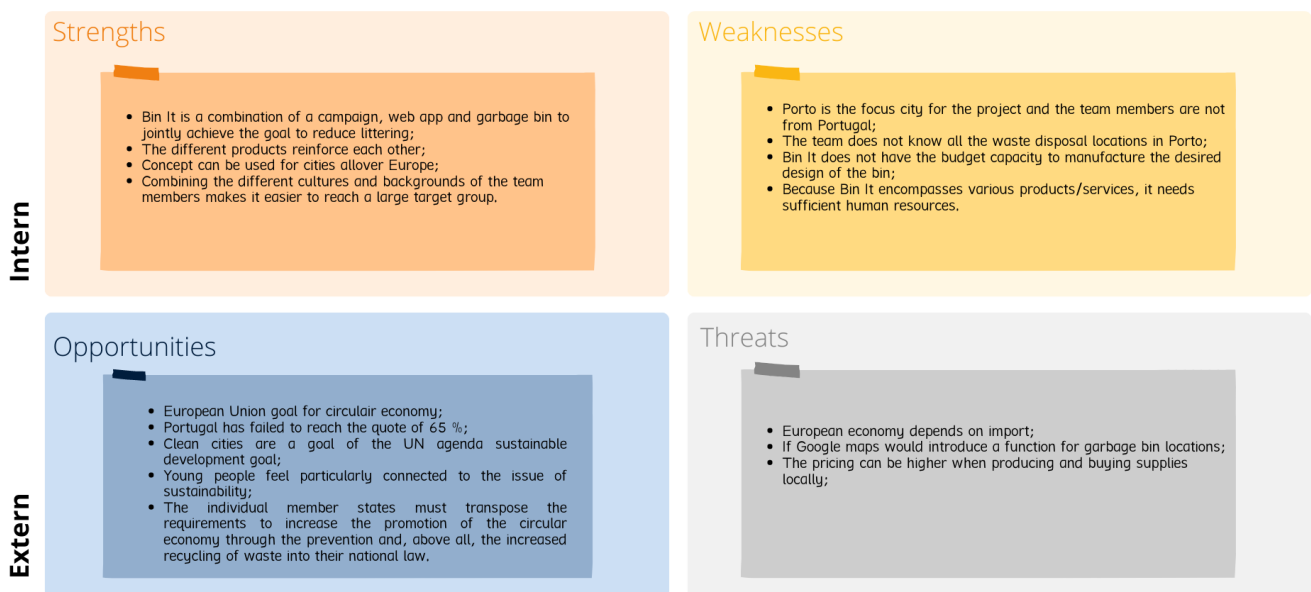 Strengths
• Bin It is a combination of a campaign, web app and garbage bin to
jointly achieve the goal to reduce littering;
• The different products reinforce each other;
• Concept can be used for cities allover Europe;
• Combining the different cultures and backgrounds of the team
members makes it easier to reach a large target group.
Weaknesses
• Porto is the focus city for the project and the team members are not
from Portugal;
• The team does not know all the waste disposal locations in Porto;
• Bin It does not have the budget capacity to manufacture the desired
design of the bin;
• Because Bin It encompasses various products/services, it needs
sufficient human resources.
Intern
Opportunities
• European Union goal for circulair economy;
• Portugal has failed to reach the quote of 65 %;
• Clean cities are a goal of the UN agenda sustainable
development goal;
• Young people feel particularly connected to the issue of
sustainability;
• The individual member states must transpose the
requirements to increase the promotion of the circular
economy through the prevention and, above all, the increased
recycling of waste into their national law.
Threats
• European economy depends on import;
• If Google maps would introduce a function for garbage bin locations;
• The pricing can be higher when producing and buying supplies
locally;
Extern